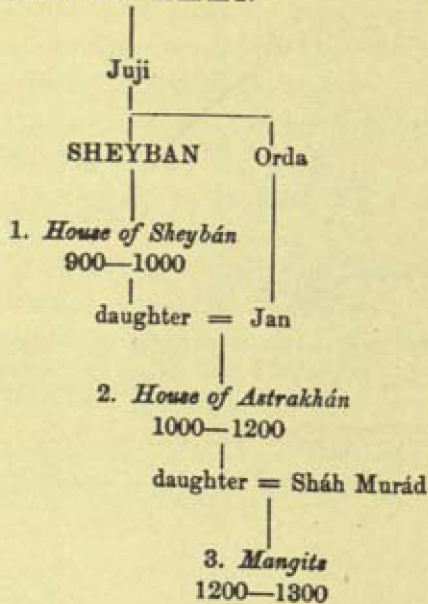 Juji
SHEYBAN Orda
1. House of Sheybán
900—1000
daughter = Jan
2. House of Astrakhán
1000—1200
daughter = Sháh Murád
3. Mangits
1200—1300